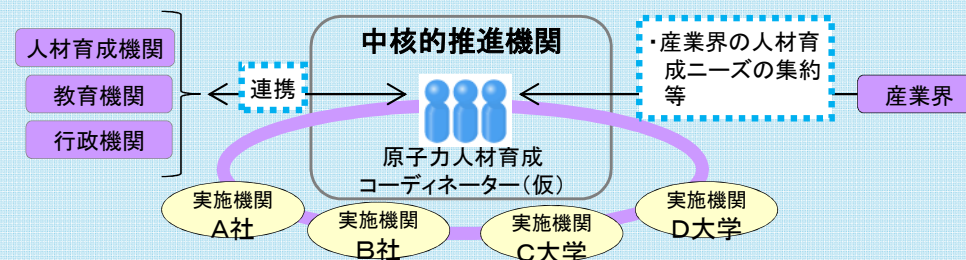 人材育成機関
教育機関
行政機関
連携
中核的推進機関
原子力人材育成
コーディネーター(仮)
・産業界の人材育
成ニーズの集約
等
産業界
実施機関
A社
実施機関
B社
実施機関
C大学
実施機関
D大学